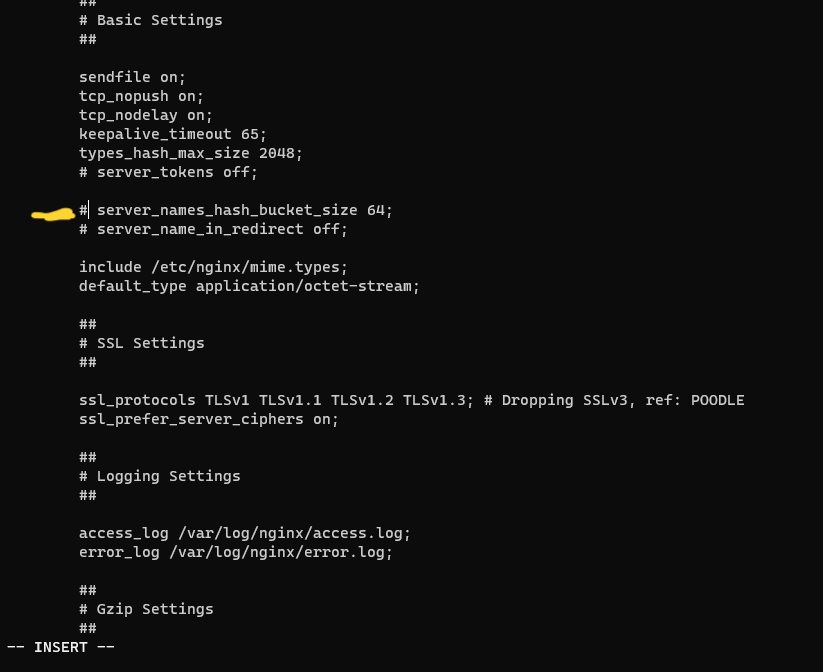 ##
# Basic Settings
##
sendfile on;
tcp_nopush on;
tcp_nodelay on;
keepalive_timeout 65;
types_hash_max_size 2048;
# server_tokens off;
# server_names_hash_bucket_size 64;
# server_name_in_redirect off;
include /etc/nginx/mime.types;
default_type application/octet-stream;
##
# SSL Settings
##
ssl_protocols TLSv1 TLSv1.1 TLSv1.2 TLSv1.3; # Dropping SSLv3, ref: POODLE
ssl_prefer_server_ciphers on;
##
# Logging Settings
##
access_log /var/log/nginx/access.log;
error_log /var/log/nginx/error.log;
##
# Gzip Settings
##
-- INSERT --